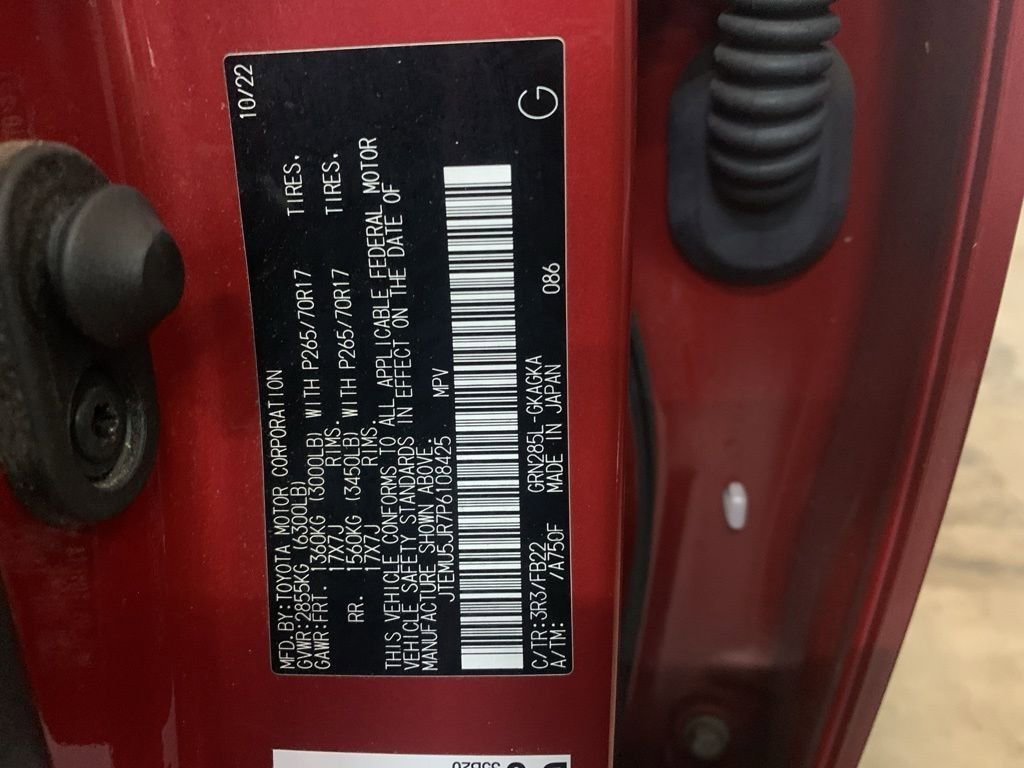 MFD.BY:TOYOTA MOTOR CORPORATION 10/22
GVWR:2855KG (6300LB)
GAWR:FRT. 1360KG (3000LB) WITH P265/70R17 TIRES.
17X7J RIMS.
RR. 1560KG (3450LB) WITH P265/70R17 TIRES.
17X7J RIMS.
THIS VEHICLE CONFORMS TO ALL APPLICABLE FEDERAL MOTOR
VEHICLE SAFETY STANDARDS IN EFFECT ON THE DATE OF
MANUFACTURE SHOWN ABOVE.
JTEMU5JR7P6108425 MPV
C/TR:3R3/FB22 GRN285L-GKAGKA 086
A/TM: /A750F MADE IN JAPAN
G